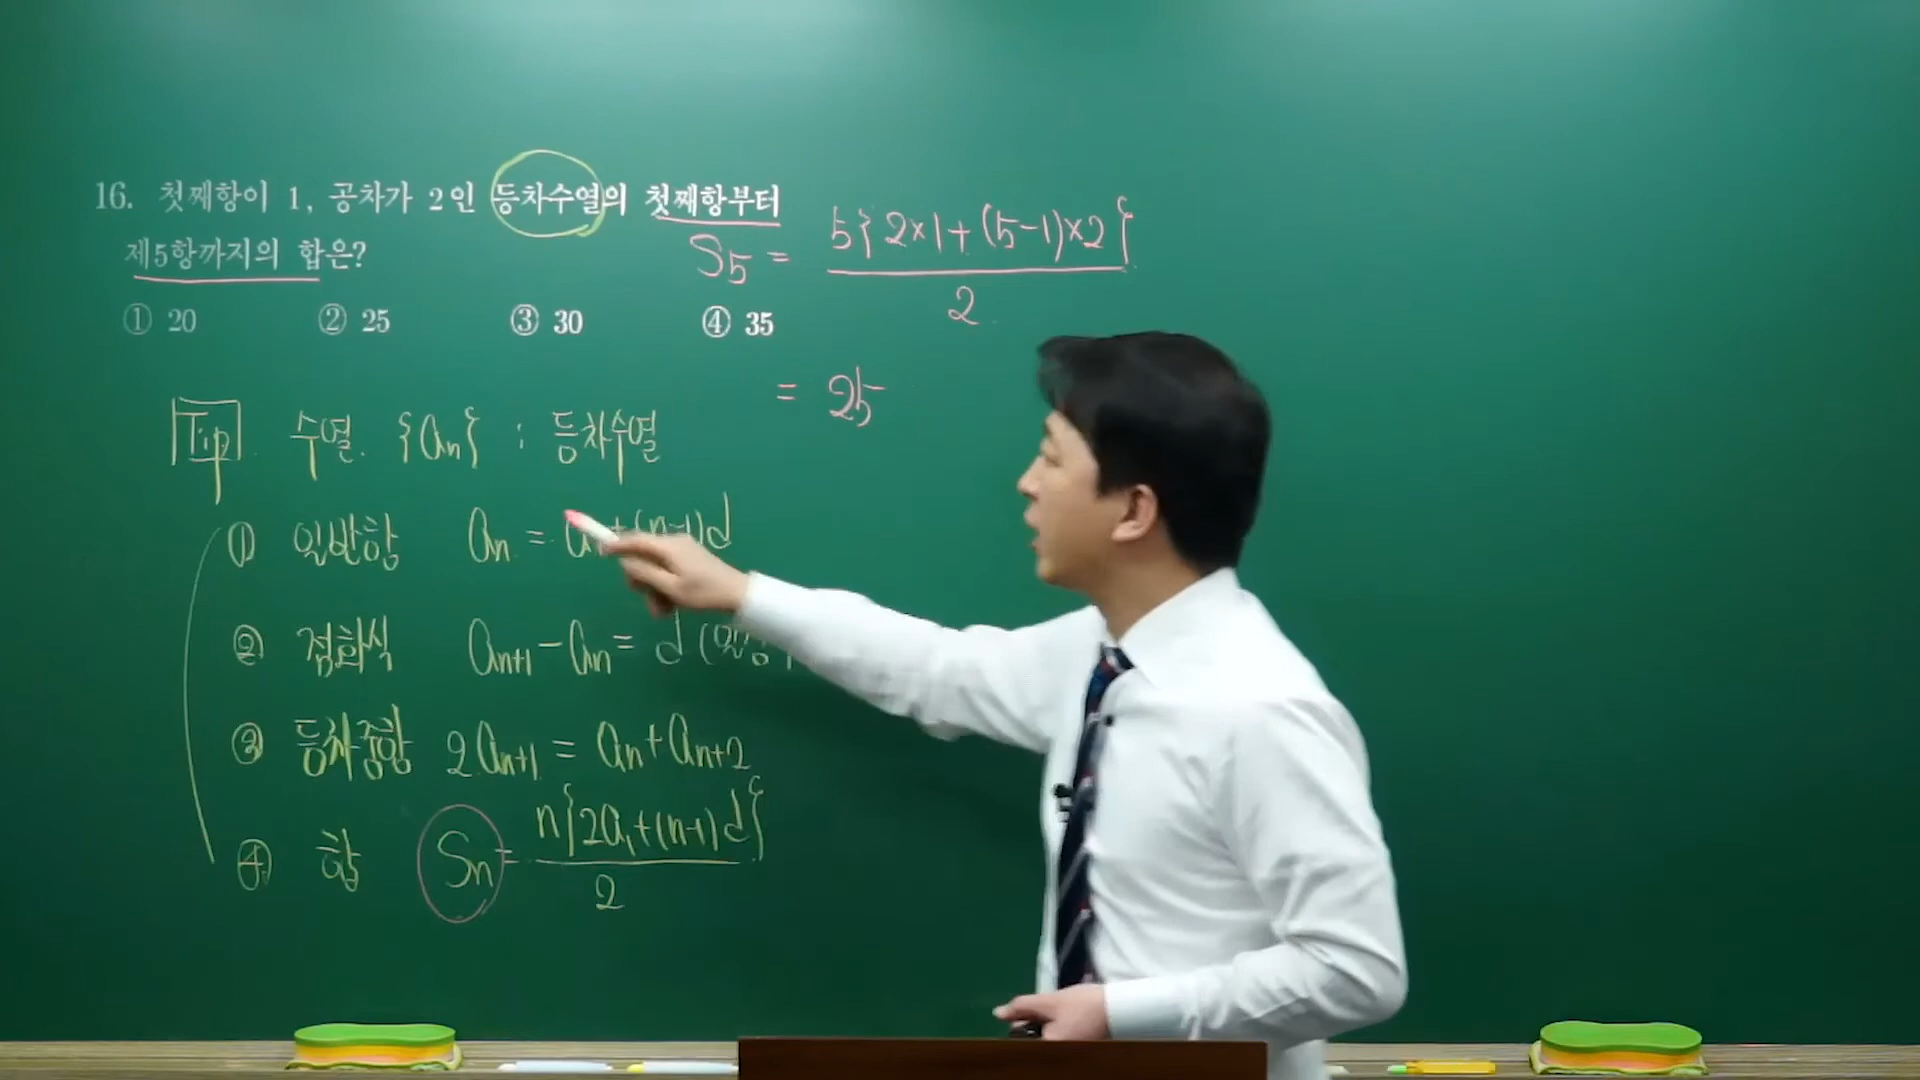 16. 첫째항이 1, 공차가 2인 등차수열의 첫째항부터
제5항까지의 합은?
① 20 ② 25 ③ 30 ④ 35
S₅ = 5{2×1+(5-1)×2} / 2
= 25
Tip. 수열 {aₙ} : 등차수열
① 일반항 aₙ = a₁+(n-1)d
② 점화식 aₙ₊₁-aₙ = d
③ 등차중항 2aₙ₊₁ = aₙ+aₙ₊₂
④ 합 Sₙ = n{2a₁+(n-1)d} / 2